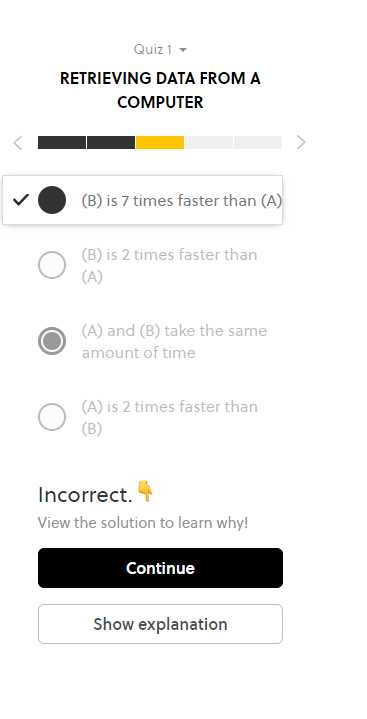 Quiz 1
RETRIEVING DATA FROM A
COMPUTER
(B) is 7 times faster than (A)
(B) is 2 times faster than
(A)
(A) and (B) take the same
amount of time
(A) is 2 times faster than
(B)
Incorrect.👇
View the solution to learn why!
Continue
Show explanation